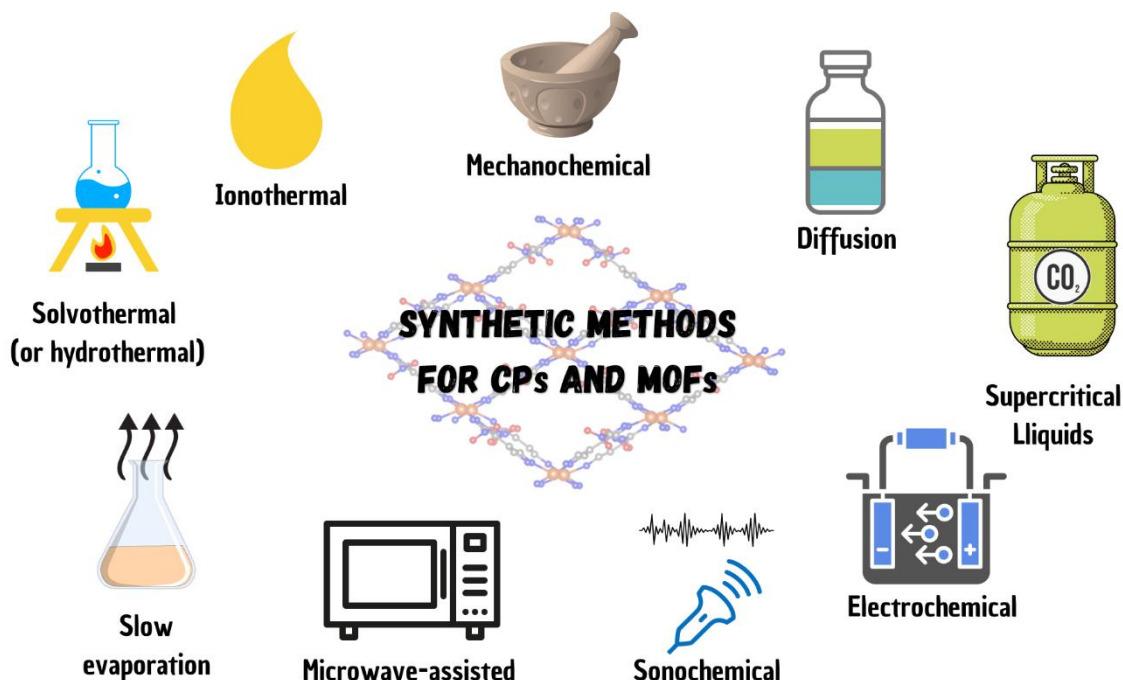 Mechanochemical
Ionothermal
Diffusion
Solvothermal
(or hydrothermal)
CO₂
SYNTHETIC METHODS
FOR CPs AND MOFs
Supercritical
Lliquids
Slow
evaporation
Microwave-assisted
Sonochemical
-
+
Electrochemical